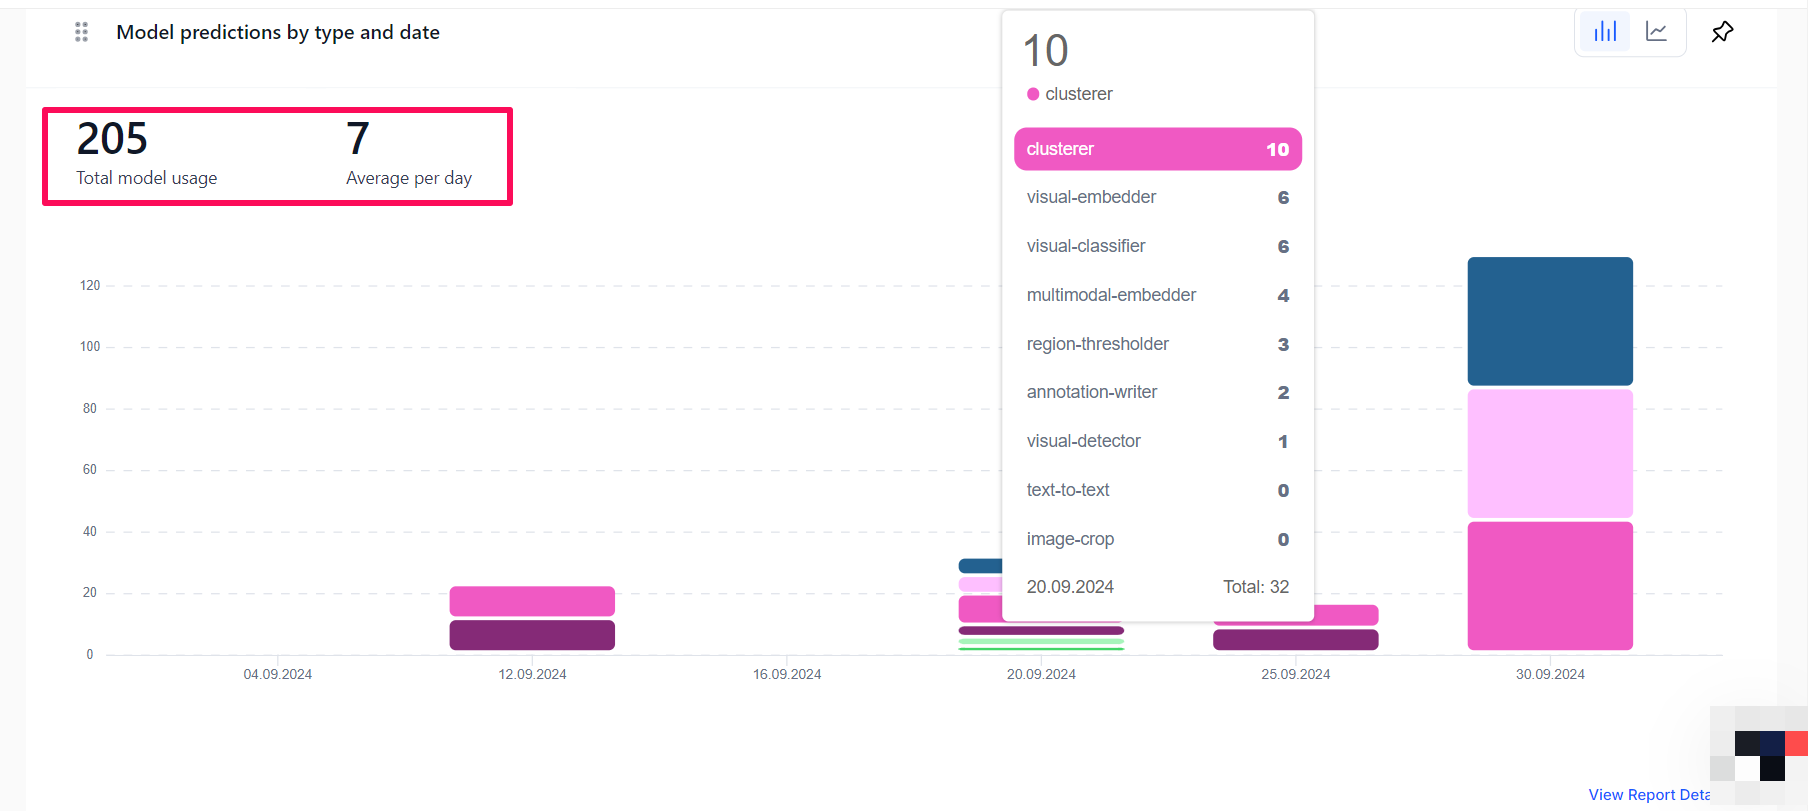 Model predictions by type and date
205
Total model usage
7
Average per day
10
clusterer
clusterer 10
visual-embedder 6
visual-classifier 6
multimodal-embedder 4
region-thresholder 3
annotation-writer 2
visual-detector 1
text-to-text 0
image-crop 0
20.09.2024 Total: 32
120
100
80
60
40
20
0
04.09.2024 12.09.2024 16.09.2024 20.09.2024 25.09.2024 30.09.2024
View Report Deta